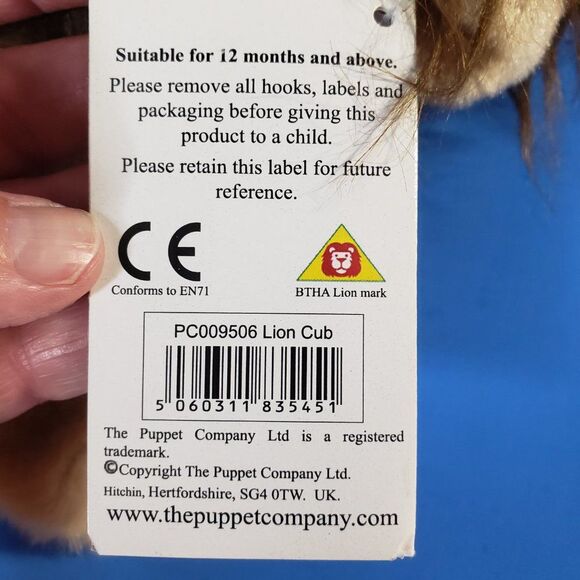 Suitable for 12 months and above.
Please remove all hooks, labels and
packaging before giving this
product to a child.
Please retain this label for future
reference.
CE
Conforms to EN71
BTHA Lion mark
PC009506 Lion Cub
5 060311 835451
The Puppet Company Ltd is a registered
trademark.
©Copyright The Puppet Company Ltd.
Hitchin, Hertfordshire, SG4 0TW. UK.
www.thepuppetcompany.com